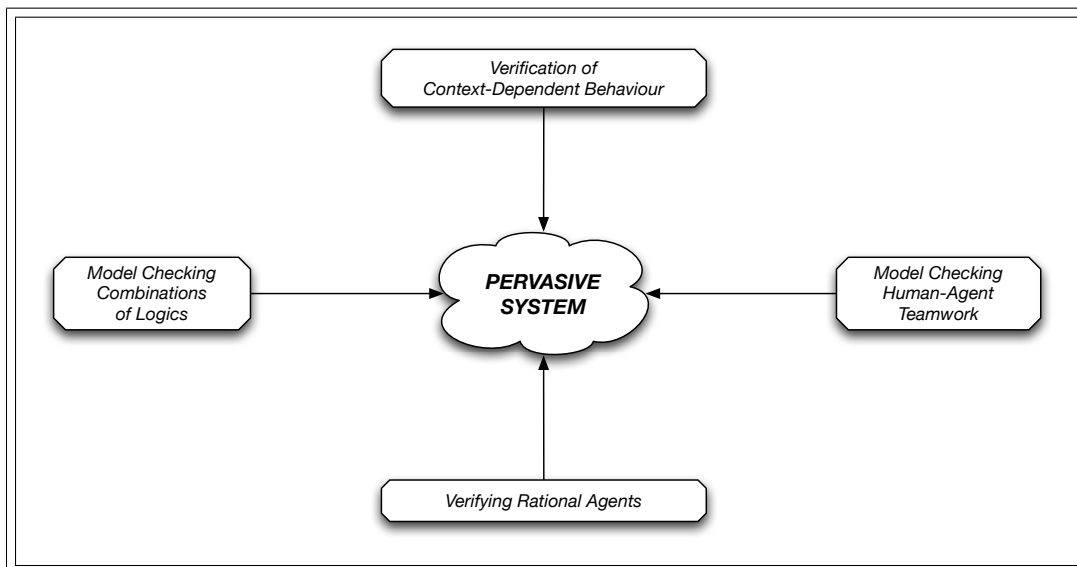 Verification of
Context-Dependent Behaviour
Model Checking
Combinations
of Logics
PERVASIVE
SYSTEM
Model Checking
Human-Agent
Teamwork
Verifying Rational Agents